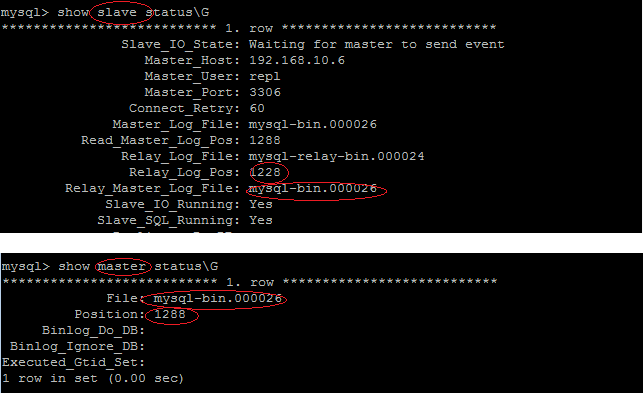 mysql> show slave status\G
*************************** 1. row ***************************
Slave_IO_State: Waiting for master to send event
Master_Host: 192.168.10.6
Master_User: repl
Master_Port: 3306
Connect_Retry: 60
Master_Log_File: mysql-bin.000026
Read_Master_Log_Pos: 1288
Relay_Log_File: mysql-relay-bin.000024
Relay_Log_Pos: 1228
Relay_Master_Log_File: mysql-bin.000026
Slave_IO_Running: Yes
Slave_SQL_Running: Yes
mysql> show master status\G
*************************** 1. row ***************************
File: mysql-bin.000026
Position: 1288
Binlog_Do_DB:
Binlog_Ignore_DB:
Executed_Gtid_Set:
1 row in set (0.00 sec)